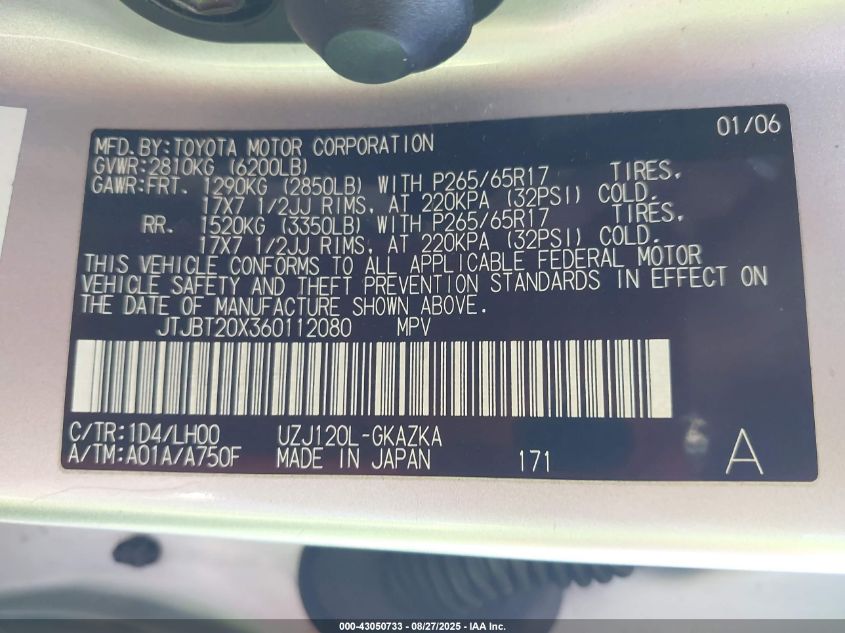 01/06
MFD.BY:TOYOTA MOTOR CORPORATION
GVWR:2810KG (6200LB)
GAWR:FRT. 1290KG (2850LB) WITH P265/65R17 TIRES,
17X7 1/2JJ RIMS, AT 220KPA (32PSI) COLD.
RR. 1520KG (3350LB) WITH P265/65R17 TIRES,
17X7 1/2JJ RIMS, AT 220KPA (32PSI) COLD.
THIS VEHICLE CONFORMS TO ALL APPLICABLE FEDERAL MOTOR
VEHICLE SAFETY AND THEFT PREVENTION STANDARDS IN EFFECT ON
THE DATE OF MANUFACTURE SHOWN ABOVE.
JTJBT20X360112080 MPV
C/TR:1D4/LH00 UZJ120L-GKAZKA
A/TM:A01A/A750F MADE IN JAPAN 171 A
000-43050733 - 08/27/2025 - IAA Inc.